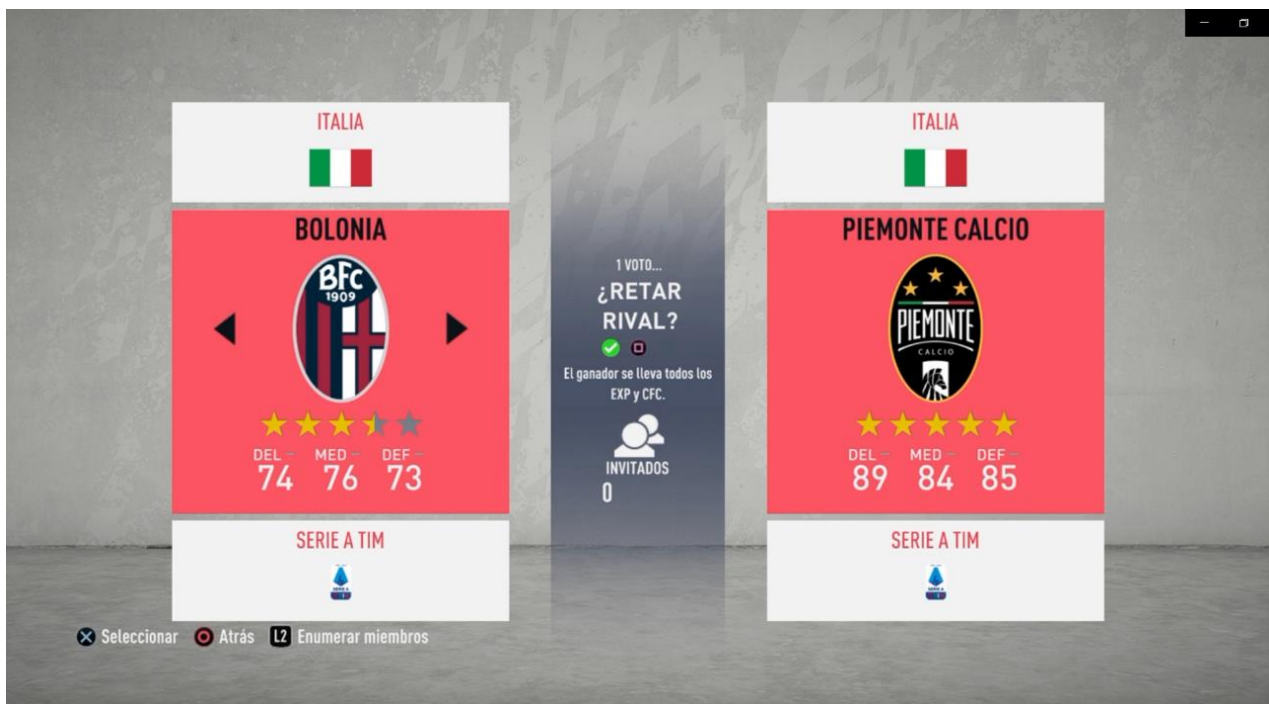 ITALIA
BOLONIA
BFC
1909
DEL MED DEF
74 76 73
SERIE A TIM
SERIE A
1 VOTO...
¿RETAR
RIVAL?
El ganador se lleva todos los
EXP y CFC.
INVITADOS
0
ITALIA
PIEMONTE CALCIO
PIEMONTE
CALCIO
DEL MED DEF
89 84 85
SERIE A TIM
SERIE A
Seleccionar Atrás L2 Enumerar miembros